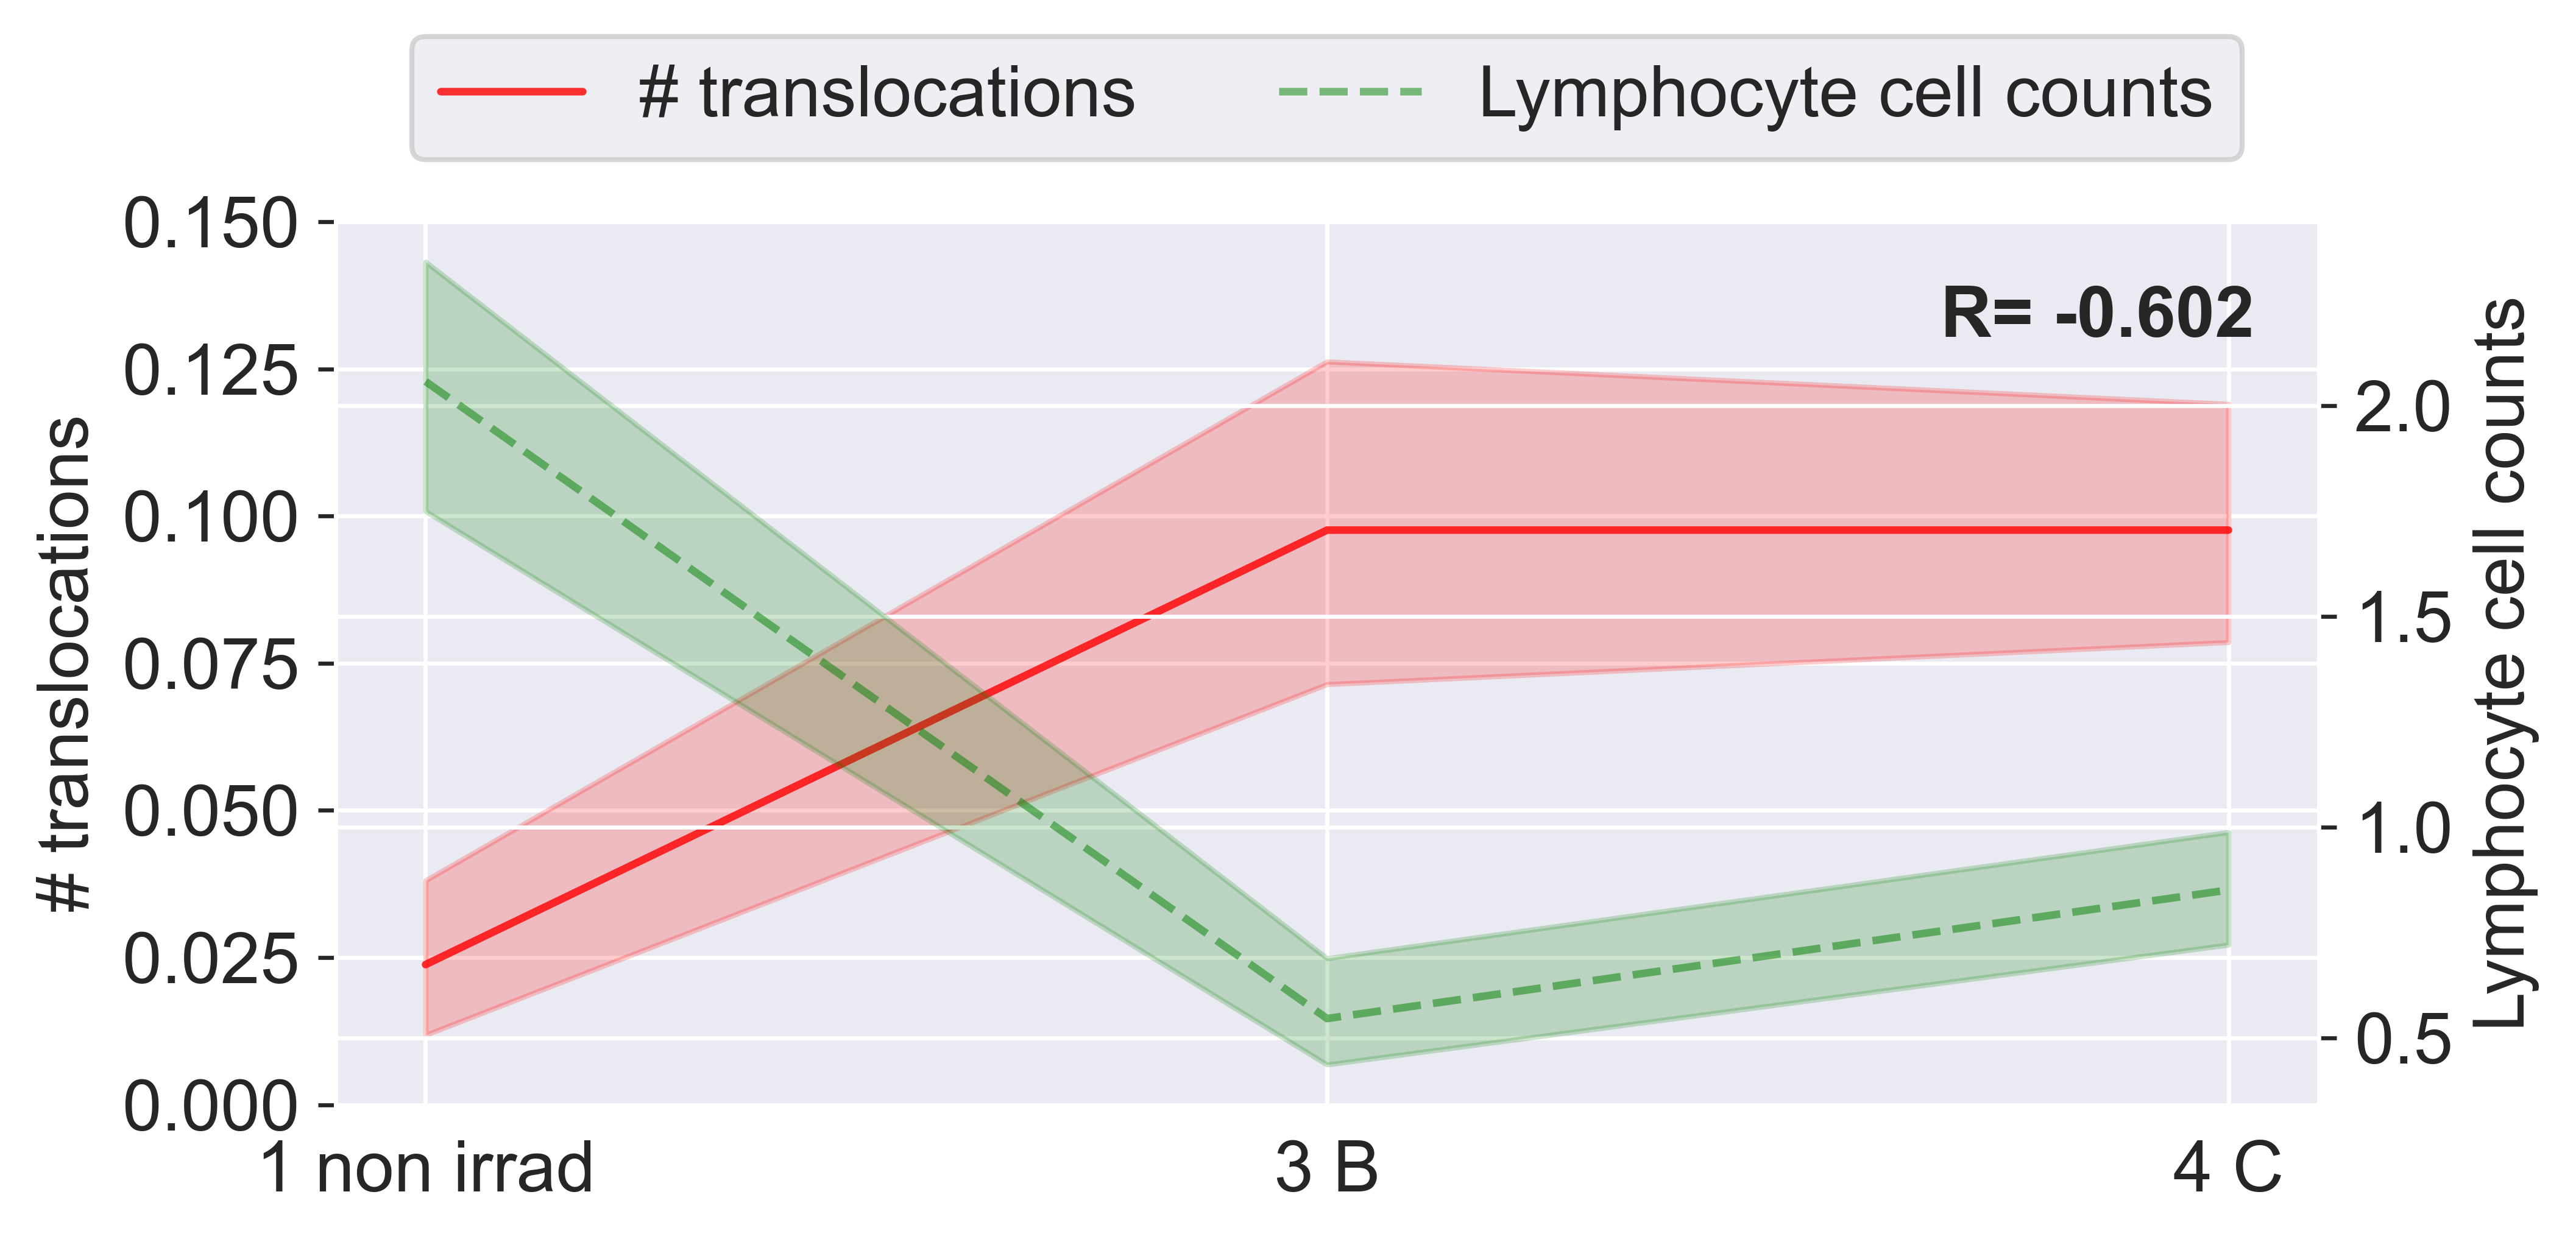 # translocations
Lymphocyte cell counts
R= -0.602
# translocations
0.150
0.125
0.100
0.075
0.050
0.025
0.000
Lymphocyte cell counts
2.0
1.5
1.0
0.5
1 non irrad
3 B
4 C